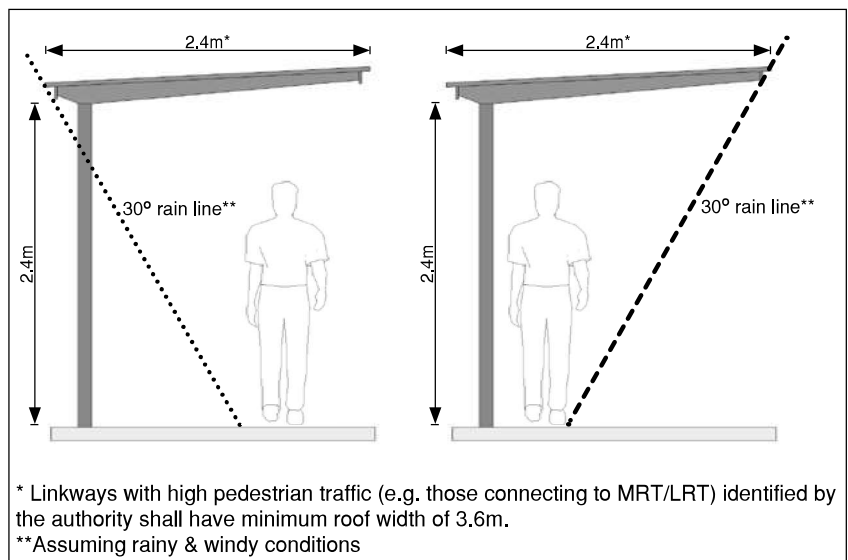 2.4m*
2.4m*
30º rain line**
30º rain line**
2.4m
2.4m
* Linkways with high pedestrian traffic (e.g. those connecting to MRT/LRT) identified by
the authority shall have minimum roof width of 3.6m.
**Assuming rainy & windy conditions